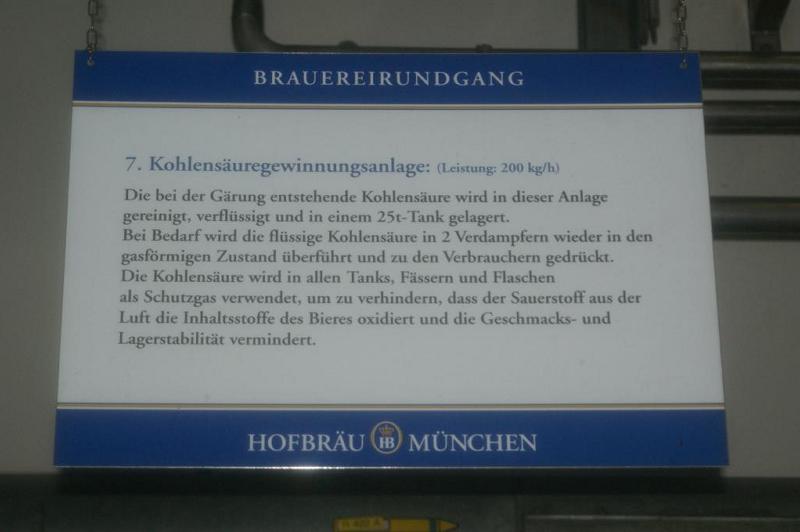 BRAUEREIRUNDGANG
7. Kohlensäuregewinnungsanlage: (Leistung: 200 kg/h)
Die bei der Gärung entstehende Kohlensäure wird in dieser Anlage
gereinigt, verflüssigt und in einem 25t-Tank gelagert.
Bei Bedarf wird die flüssige Kohlensäure in 2 Verdampfern wieder in den
gasförmigen Zustand überführt und zu den Verbrauchern gedrückt.
Die Kohlensäure wird in allen Tanks, Fässern und Flaschen
als Schutzgas verwendet, um zu verhindern, dass der Sauerstoff aus der
Luft die Inhaltsstoffe des Bieres oxidiert und die Geschmacks- und
Lagerstabilität vermindert.
HOFBRÄU HB MÜNCHEN